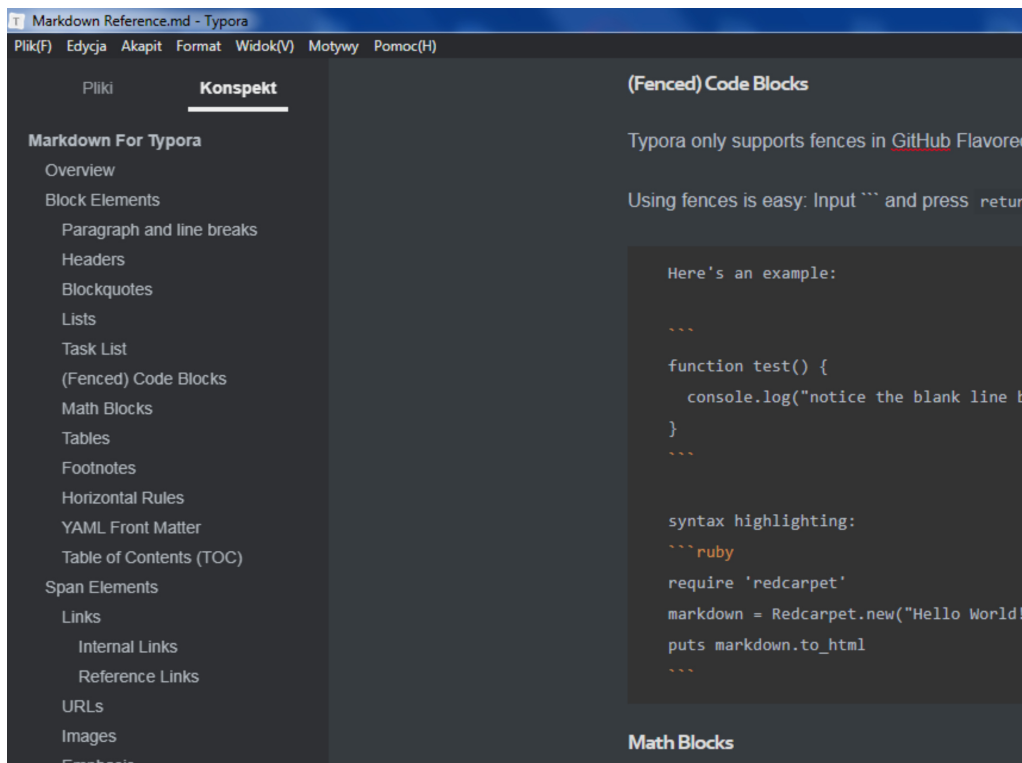 Markdown Reference.md - Typora
Plik(F) Edycja Akapit Format Widok(V) Motywy Pomoc(H)
Pliki Konspekt
Markdown For Typora
Overview
Block Elements
Paragraph and line breaks
Headers
Blockquotes
Lists
Task List
(Fenced) Code Blocks
Math Blocks
Tables
Footnotes
Horizontal Rules
YAML Front Matter
Table of Contents (TOC)
Span Elements
Links
Internal Links
Reference Links
URLs
Images
(Fenced) Code Blocks
Typora only supports fences in GitHub Flavore
Using fences is easy: Input ``` and press retur
Here's an example:
```
function test() {
console.log("notice the blank line b
}
```
syntax highlighting:
```ruby
require 'redcarpet'
markdown = Redcarpet.new("Hello World!
puts markdown.to_html
```
Math Blocks